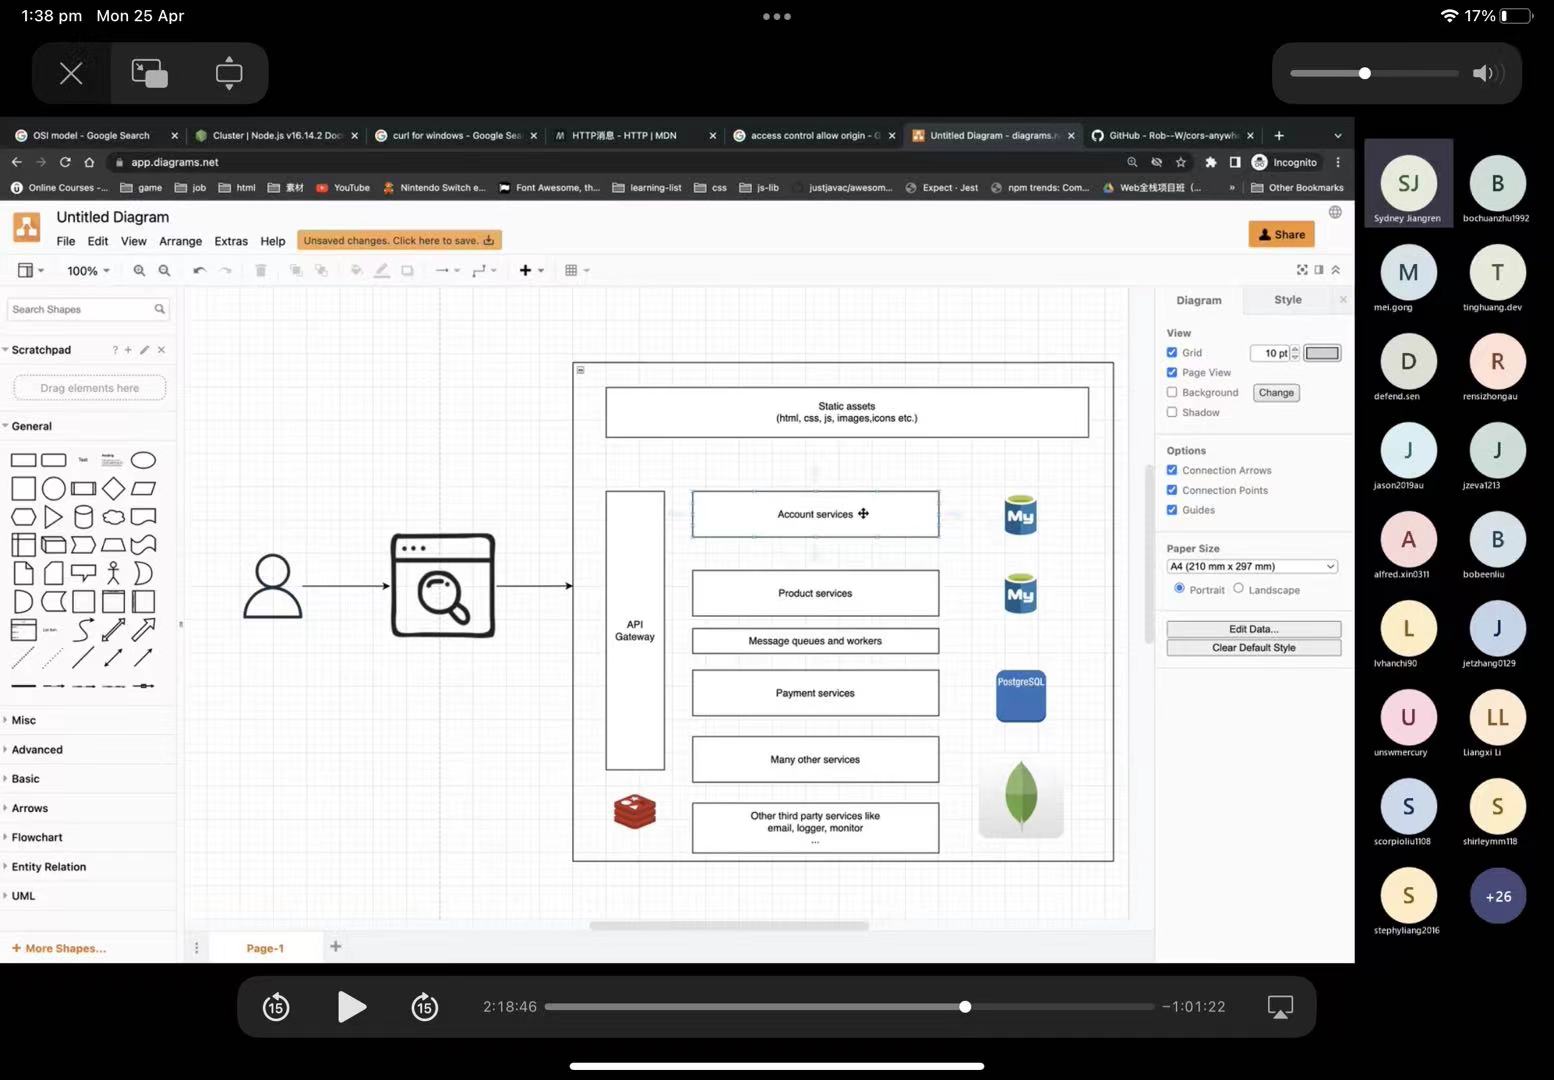 1:38 pm Mon 25 Apr
17%
OSI model - Google Search
Cluster | Node.js v16.14.2 Doc
curl for windows - Google Sea
HTTP消息 - HTTP | MDN
access control allow origin - G
Untitled Diagram - diagrams.n
GitHub - Rob--W/cors-anywh
app.diagrams.net
Incognito
Online Courses -...
game
job
html
素材
YouTube
Nintendo Switch e...
Font Awesome, th...
learning-list
css
js-lib
justjavac/awesom...
Expect · Jest
npm trends: Com...
Web全栈项目班 (...
»
Other Bookmarks
Untitled Diagram
File Edit View Arrange Extras Help
Unsaved changes. Click here to save.
Share
100%
Search Shapes
Scratchpad
Drag elements here
General
Text
Heading
List Item
Misc
Advanced
Basic
Arrows
Flowchart
Entity Relation
UML
+ More Shapes...
Page-1
Static assets
(html, css, js, images,icons etc.)
API
Gateway
Account services
My
Product services
My
Message queues and workers
Payment services
PostgreSQL
Many other services
Other third party services like
email, logger, monitor
...
Diagram
Style
View
Grid
10 pt
Page View
Background
Change
Shadow
Options
Connection Arrows
Connection Points
Guides
Paper Size
A4 (210 mm x 297 mm)
Portrait
Landscape
Edit Data...
Clear Default Style
SJ
Sydney Jiangren
B
bochuanzhu1992
M
mei.gong
T
tinghuang.dev
D
defend.sen
R
rensizhongau
J
jason2019au
J
jzeva1213
A
alfred.xin0311
B
bobeenliu
L
lvhanchi90
J
jetzhang0129
U
unswmercury
LL
Liangxi Li
S
scorpioliu1108
S
shirleymm118
S
stephyliang2016
+26
15
15
2:18:46
-1:01:22